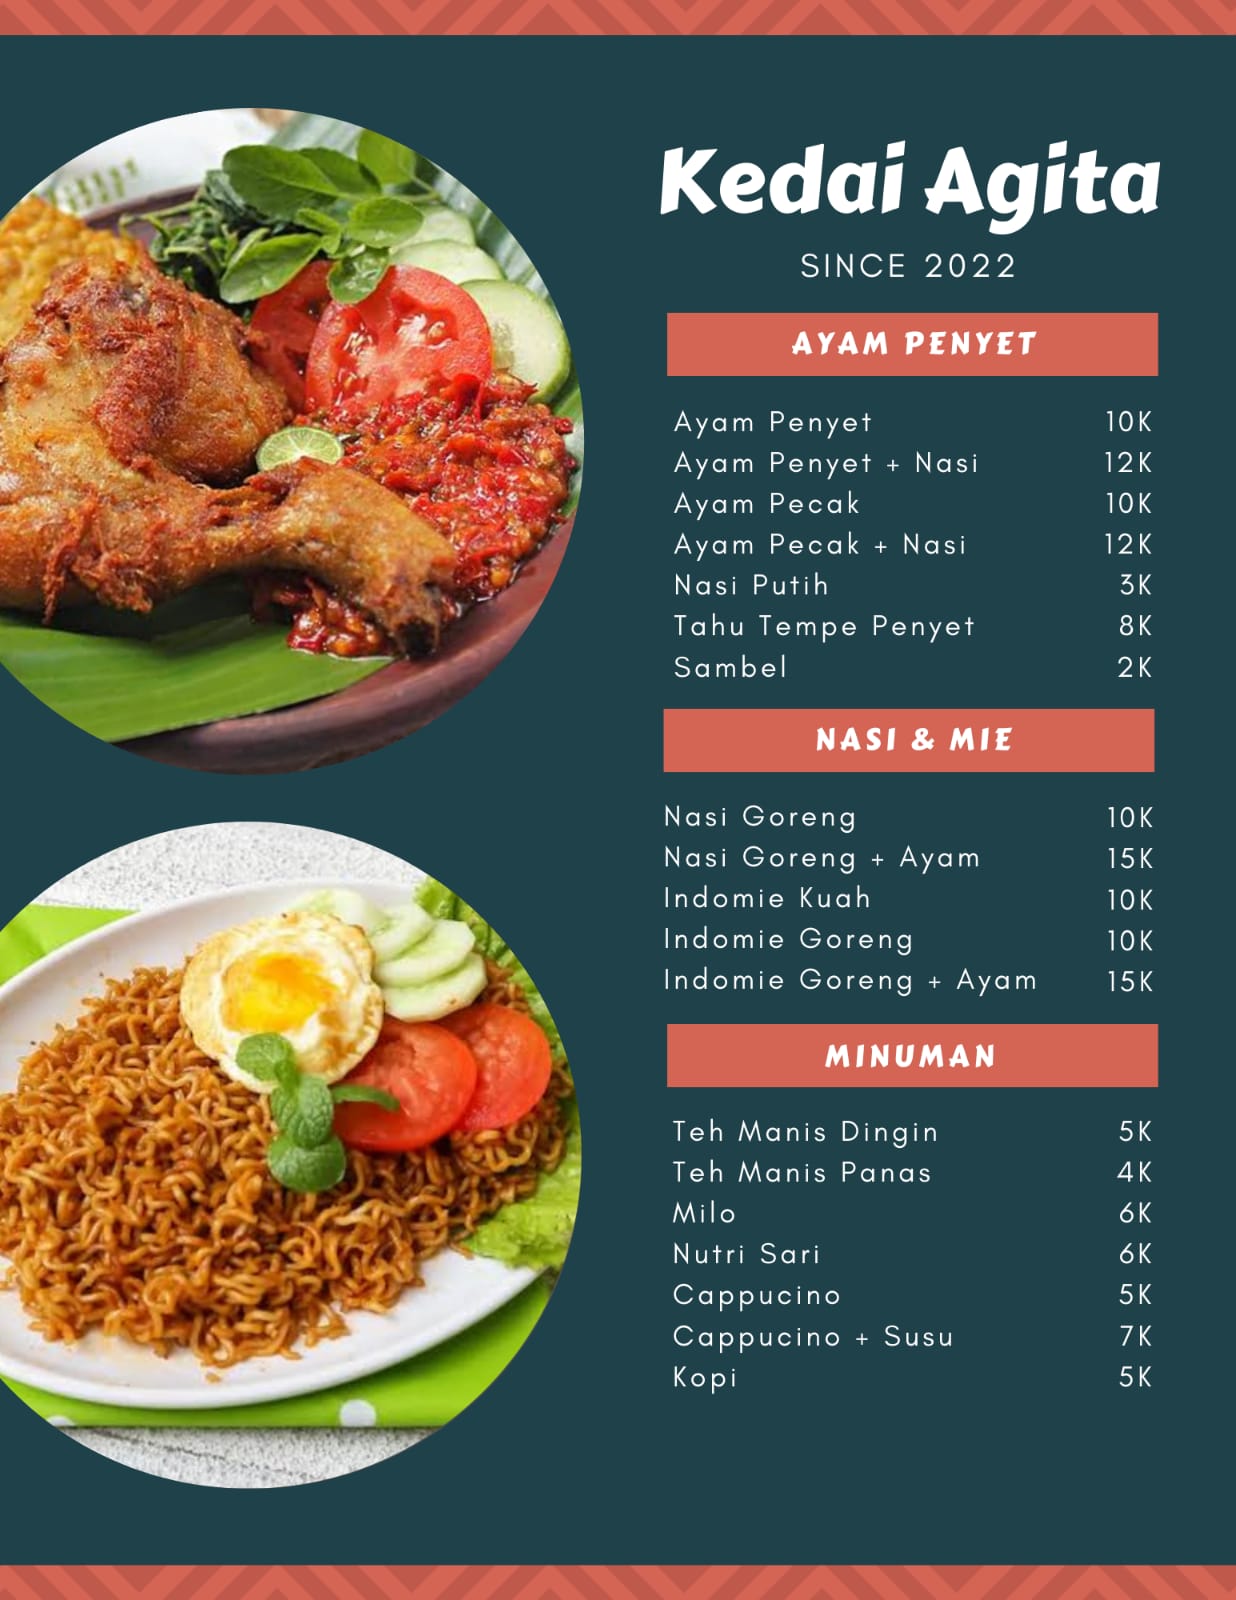 Kedai Agita
SINCE 2022
AYAM PENYET
Ayam Penyet 10K
Ayam Penyet + Nasi 12K
Ayam Pecak 10K
Ayam Pecak + Nasi 12K
Nasi Putih 3K
Tahu Tempe Penyet 8K
Sambel 2K
NASI & MIE
Nasi Goreng 10K
Nasi Goreng + Ayam 15K
Indomie Kuah 10K
Indomie Goreng 10K
Indomie Goreng + Ayam 15K
MINUMAN
Teh Manis Dingin 5K
Teh Manis Panas 4K
Milo 6K
Nutri Sari 6K
Cappucino 5K
Cappucino + Susu 7K
Kopi 5K